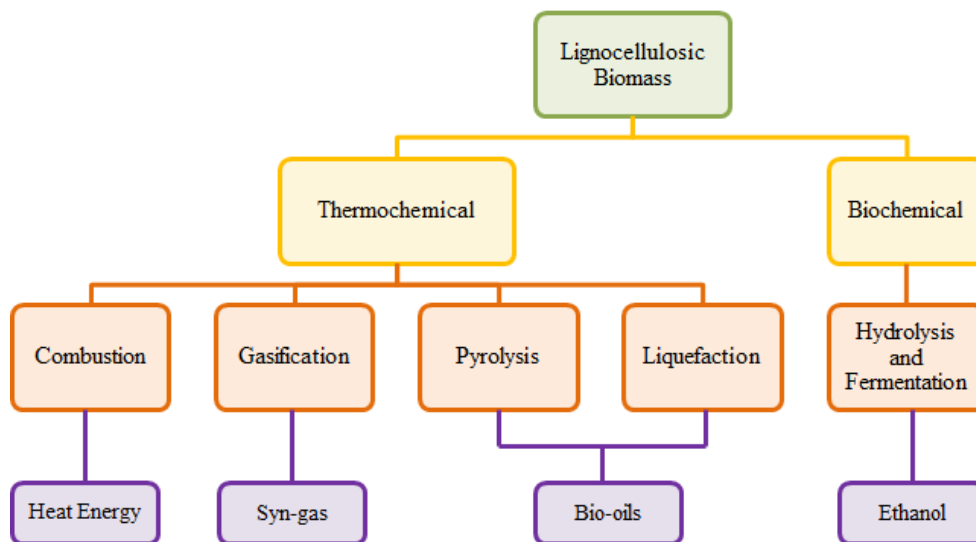 Lignocellulosic
Biomass
Thermochemical
Biochemical
Combustion
Gasification
Pyrolysis
Liquefaction
Hydrolysis
and
Fermentation
Heat Energy
Syn-gas
Bio-oils
Ethanol